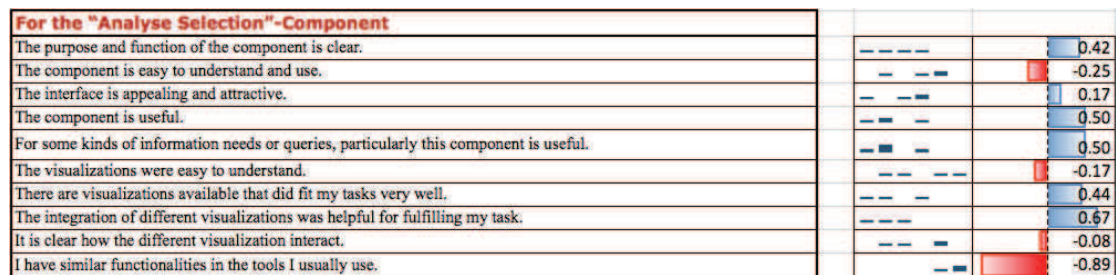 For the “Analyse Selection”-Component
The purpose and function of the component is clear. 0.42
The component is easy to understand and use. -0.25
The interface is appealing and attractive. 0.17
The component is useful. 0.50
For some kinds of information needs or queries, particularly this component is useful. 0.50
The visualizations were easy to understand. -0.17
There are visualizations available that did fit my tasks very well. 0.44
The integration of different visualizations was helpful for fulfilling my task. 0.67
It is clear how the different visualization interact. -0.08
I have similar functionalities in the tools I usually use. -0.89